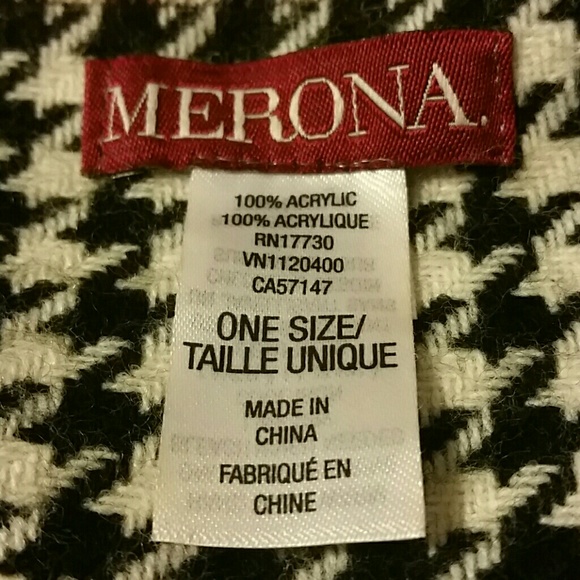 MERONA.
100% ACRYLIC
100% ACRYLIQUE
RN17730
VN1120400
CA57147
ONE SIZE/
TAILLE UNIQUE
MADE IN
CHINA
FABRIQUÉ EN
CHINE